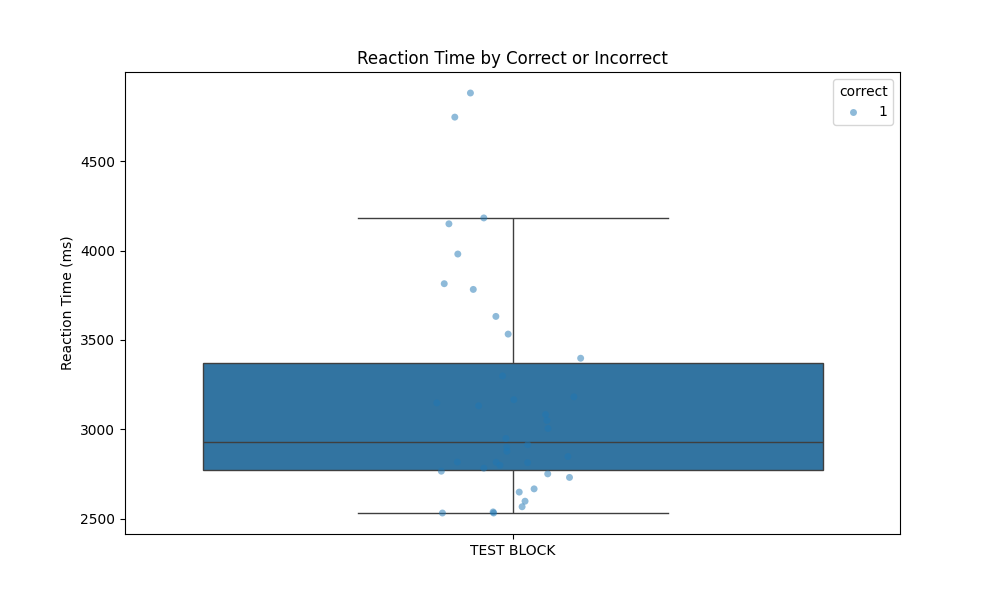 Reaction Time by Correct or Incorrect
correct
1
4500
4000
3500
3000
2500
Reaction Time (ms)
TEST BLOCK